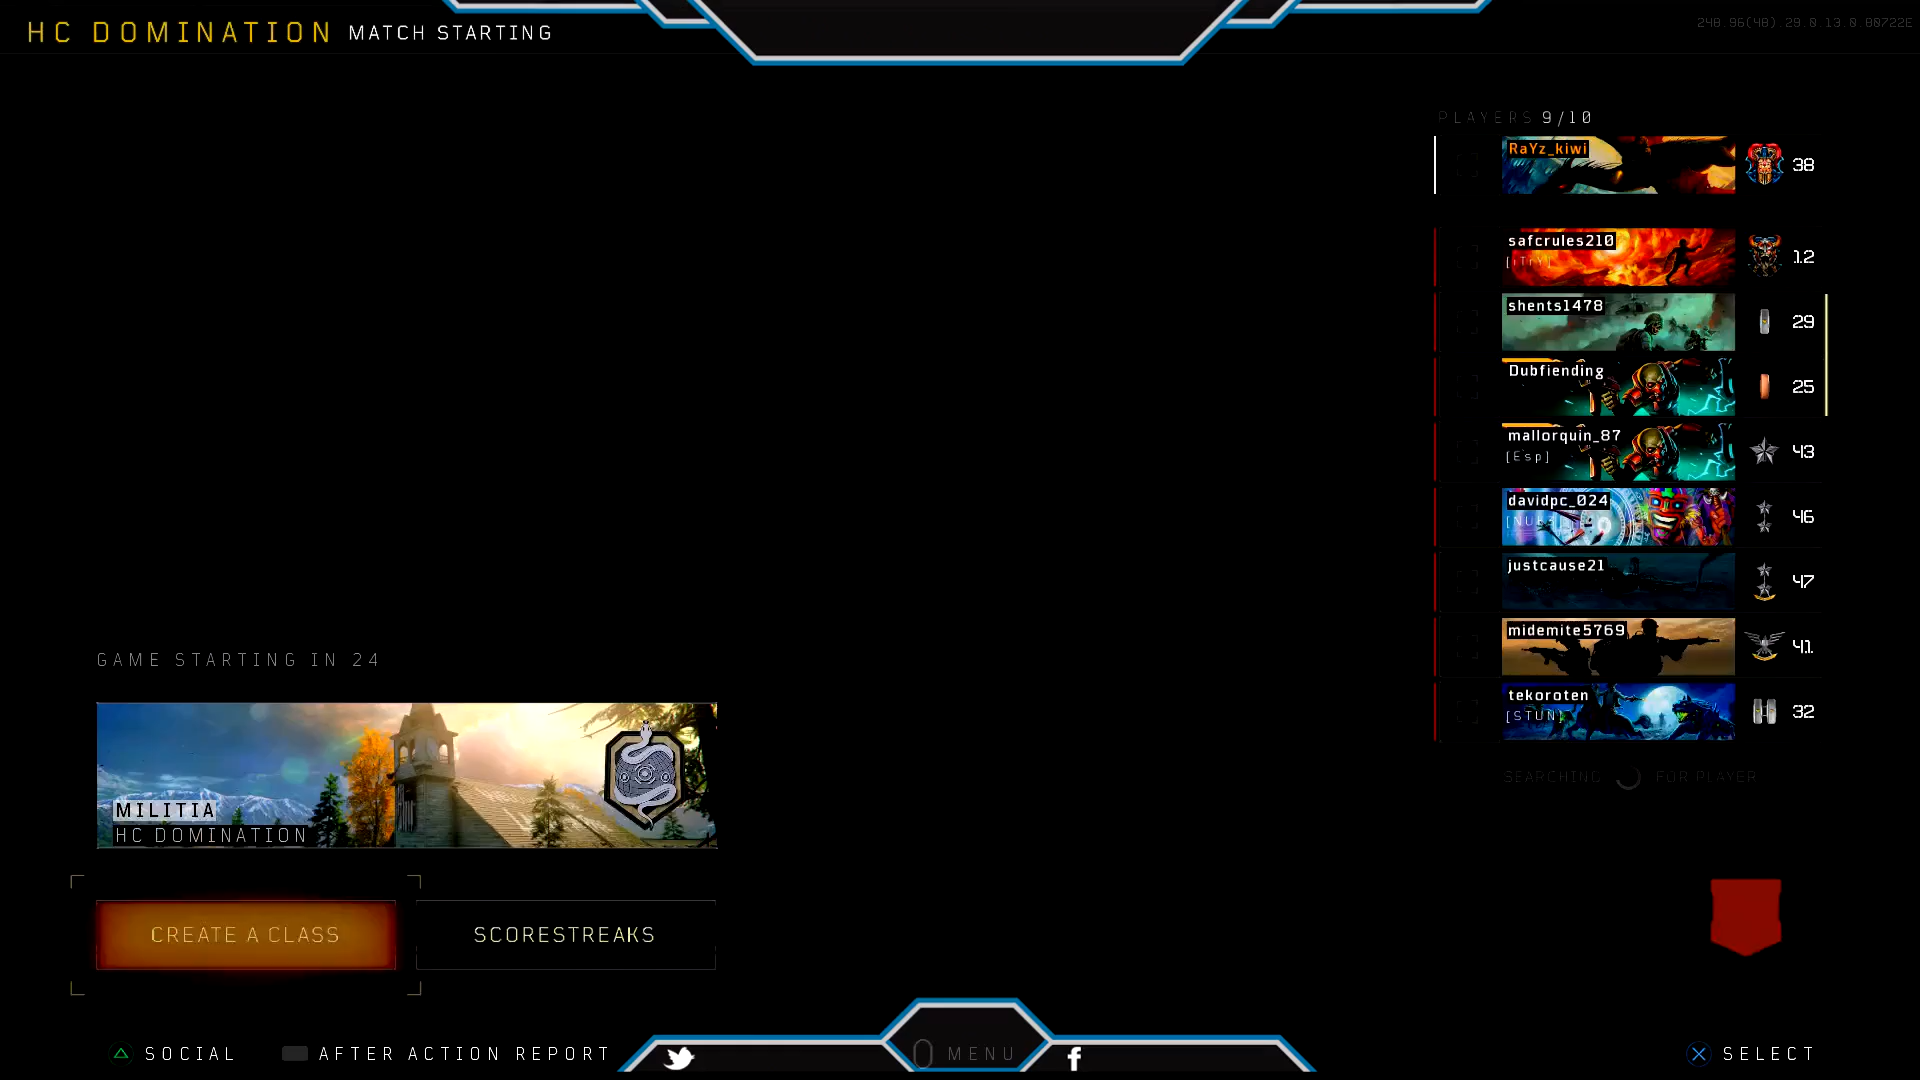 HC DOMINATION MATCH STARTING
PLAYERS 9/10
RaYz_kiwi 38
safcrules210 12
shents1478 29
Dubfiending 25
mallorquin_87 43
[Esp]
davidpc_024 46
justcause21 47
midemite5769 41
tekoroten 32
[STUN]
SEARCHING FOR PLAYER
GAME STARTING IN 24
MILITIA
HC DOMINATION
CREATE A CLASS
SCORESTREAKS
SOCIAL
AFTER ACTION REPORT
MENU
SELECT